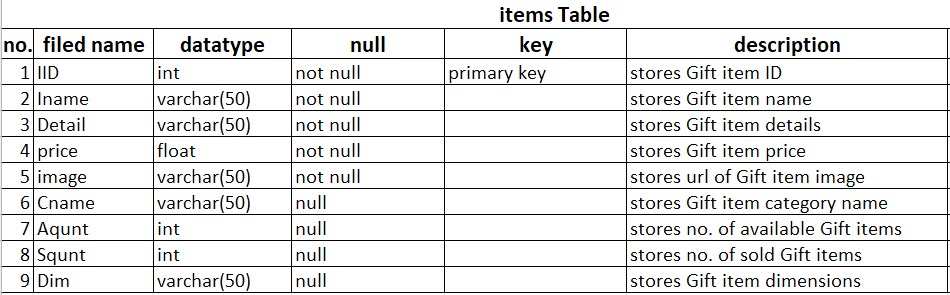 items Table
no. filed name datatype null key description
1 IID int not null primary key stores Gift item ID
2 Iname varchar(50) not null stores Gift item name
3 Detail varchar(50) not null stores Gift item details
4 price float not null stores Gift item price
5 image varchar(50) not null stores url of Gift item image
6 Cname varchar(50) null stores Gift item category name
7 Aqunt int null stores no. of available Gift items
8 Squnt int null stores no. of sold Gift items
9 Dim varchar(50) null stores Gift item dimensions